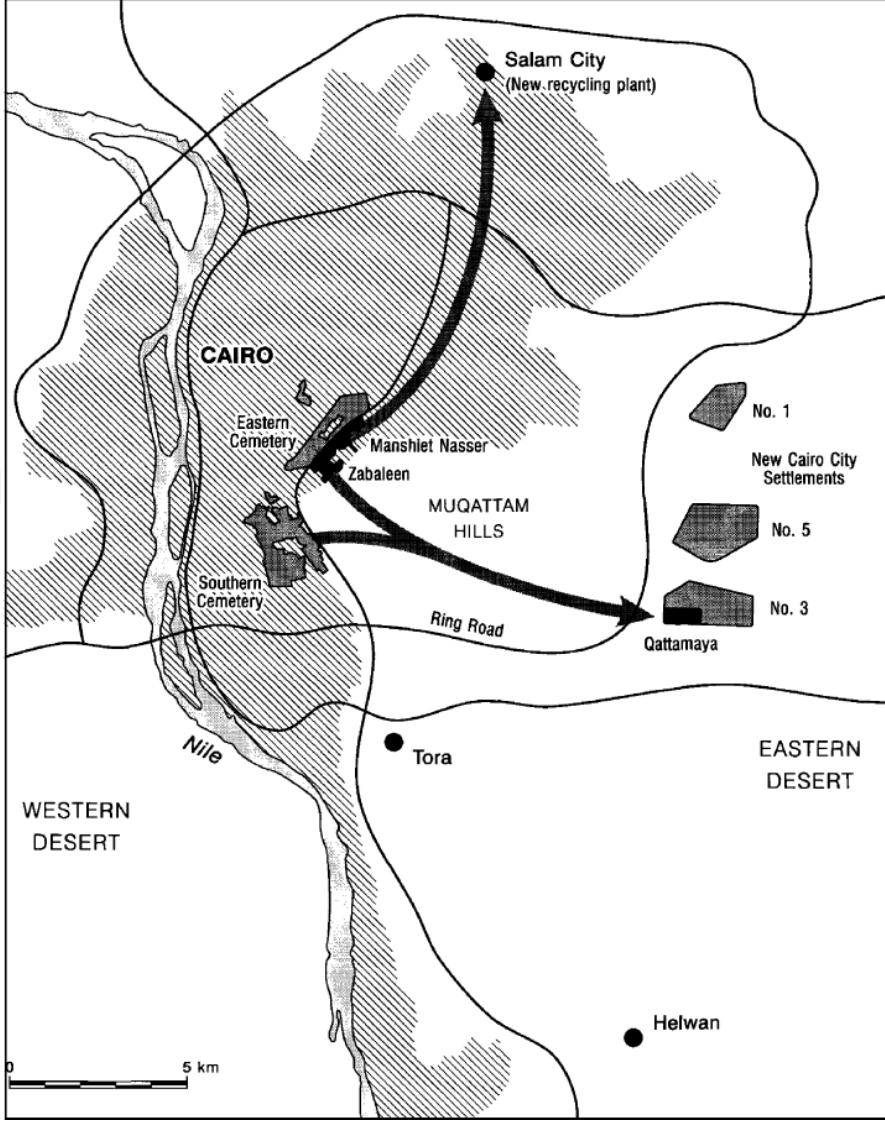 Salam City
(New recycling plant)
CAIRO
Eastern
Cemetery
Manshiet Nasser
Zabaleen
No. 1
New Cairo City
Settlements
MUQATTAM
HILLS
No. 5
Southern
Cemetery
Ring Road
No. 3
Qattamaya
Nile
Tora
EASTERN
DESERT
WESTERN
DESERT
Helwan
0 5 km